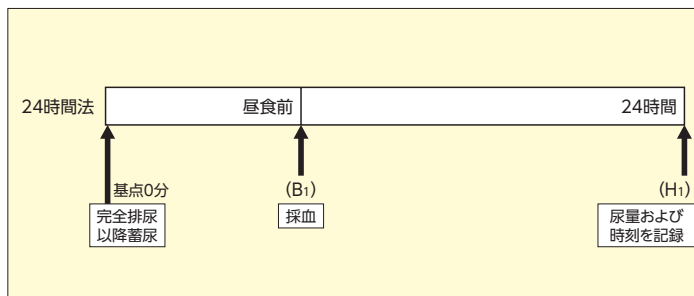 24時間法
昼食前
24時間
基点0分
(B1)
(H1)
完全排尿
以降蓄尿
採血
尿量および
時刻を記録